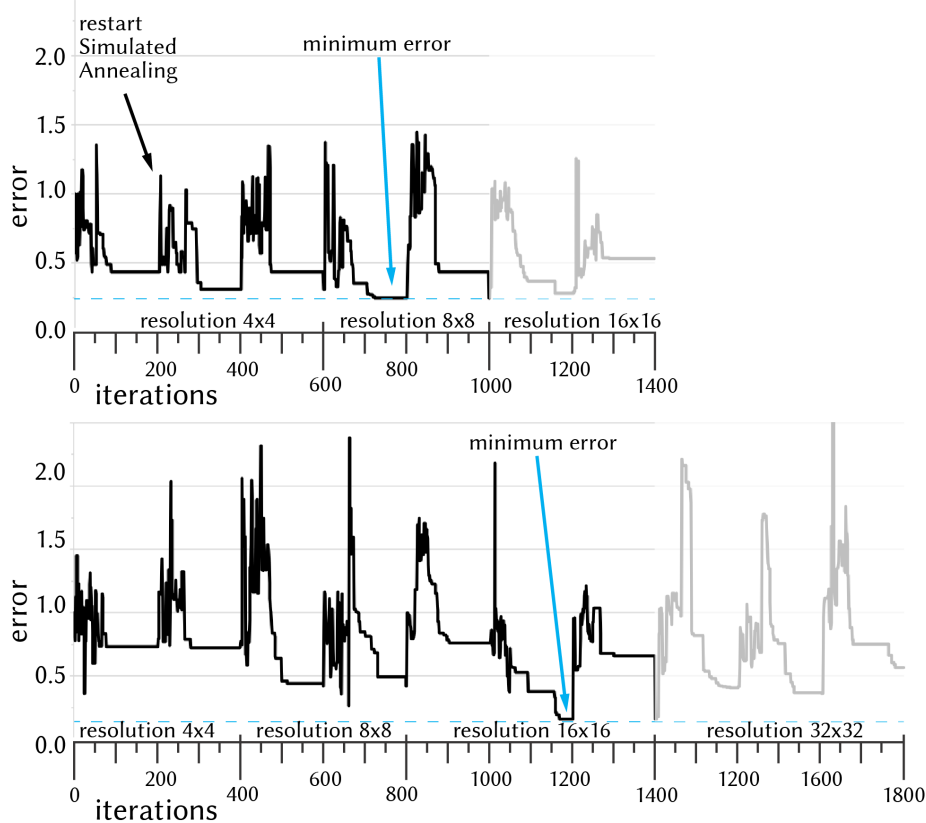 restart
Simulated
Annealing
minimum error
2.0
1.5
1.0
0.5
0.0
error
resolution 4x4 resolution 8x8 resolution 16x16
0 200 400 600 800 1000 1200 1400
iterations
minimum error
2.0
1.5
1.0
0.5
0.0
error
resolution 4x4 resolution 8x8 resolution 16x16 resolution 32x32
0 200 400 600 800 1000 1200 1400 1200 1600 1800
iterations